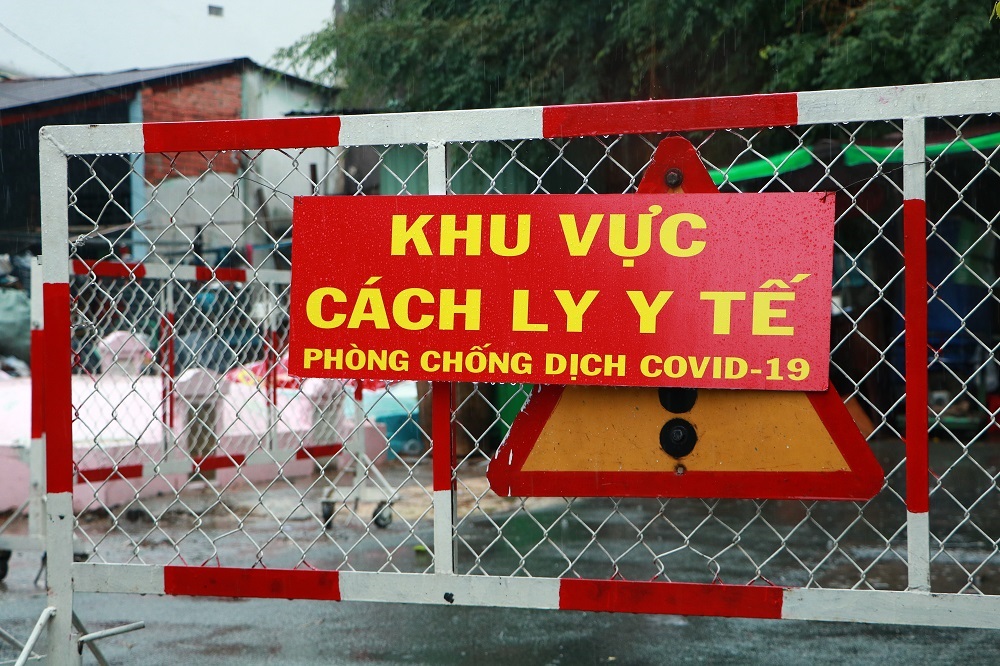 KHU VỰC
CÁCH LY Y TẾ
PHÒNG CHỐNG DỊCH COVID-19